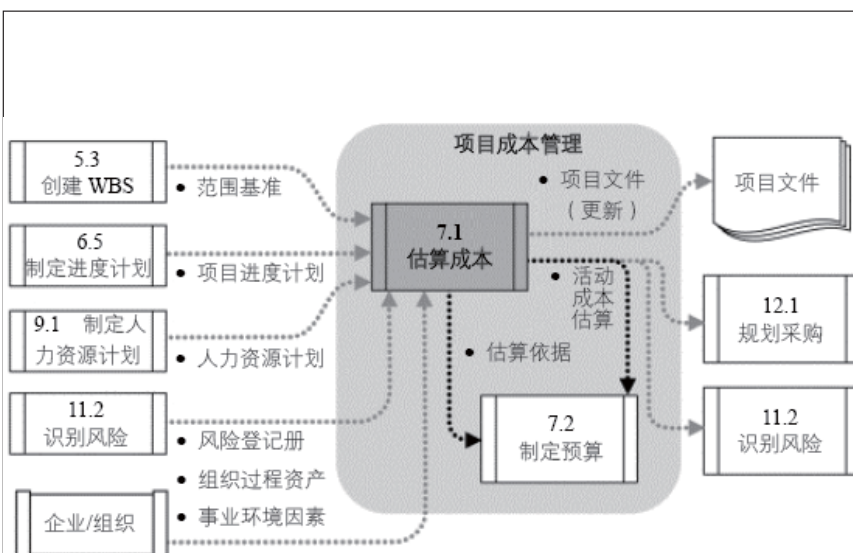 项目成本管理
5.3
创建 WBS
• 范围基准
• 项目文件
（更新）
项目文件
6.5
制定进度计划
• 项目进度计划
7.1
估算成本
• 活动
成本
估算
9.1 制定人
力资源计划
• 人力资源计划
• 估算依据
12.1
规划采购
11.2
识别风险
• 风险登记册
• 组织过程资产
• 事业环境因素
7.2
制定预算
11.2
识别风险
企业/组织